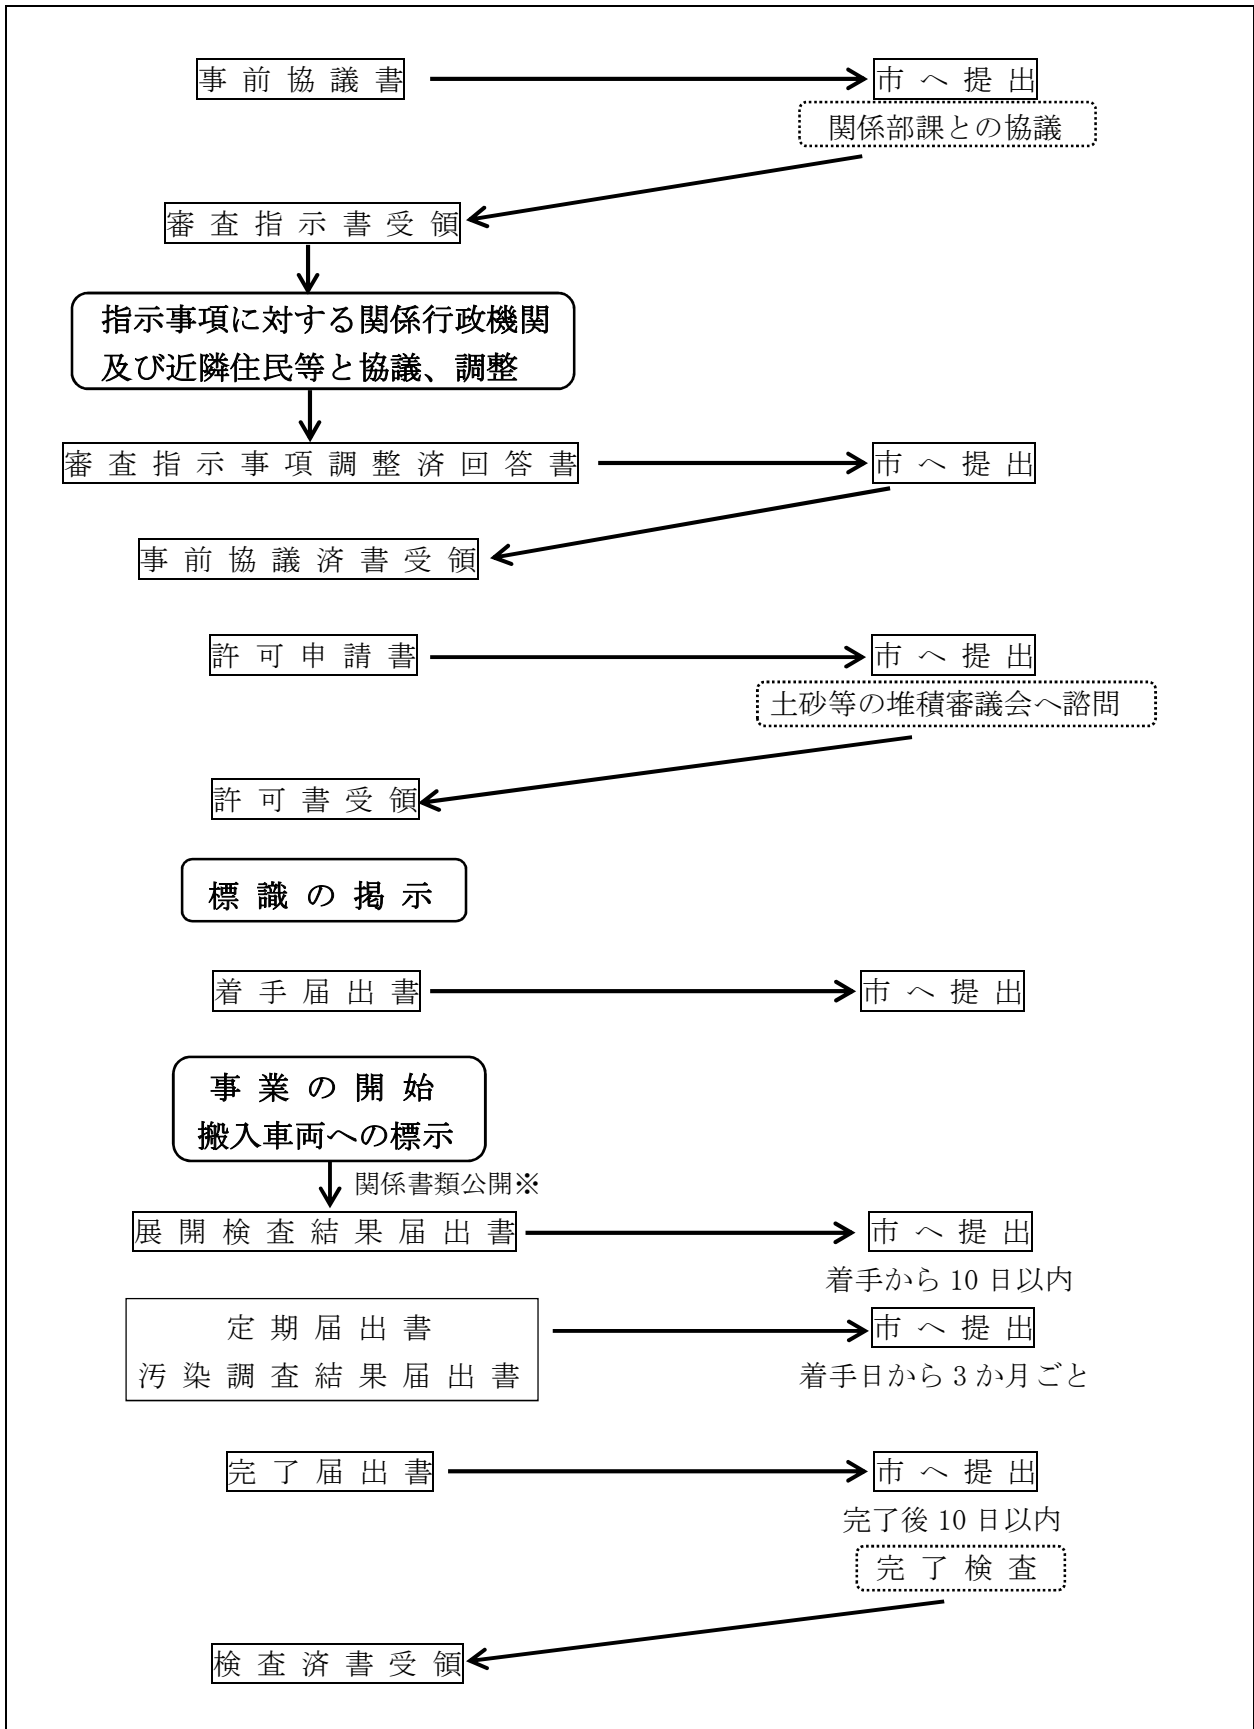 事前協議書
市へ提出
関係部課との協議
審査指示書受領
指示事項に対する関係行政機関
及び近隣住民等と協議、調整
審査指示事項調整済回答書
市へ提出
事前協議済書受領
許可申請書
市へ提出
土砂等の堆積審議会へ諮問
許可書受領
標識の掲示
着手届出書
市へ提出
事業の開始
搬入車両への標示
関係書類公開※
展開検査結果届出書
市へ提出
着手から10日以内
定期届出書
汚染調査結果届出書
市へ提出
着手日から3か月ごと
完了届出書
市へ提出
完了後10日以内
完了検査
検査済書受領